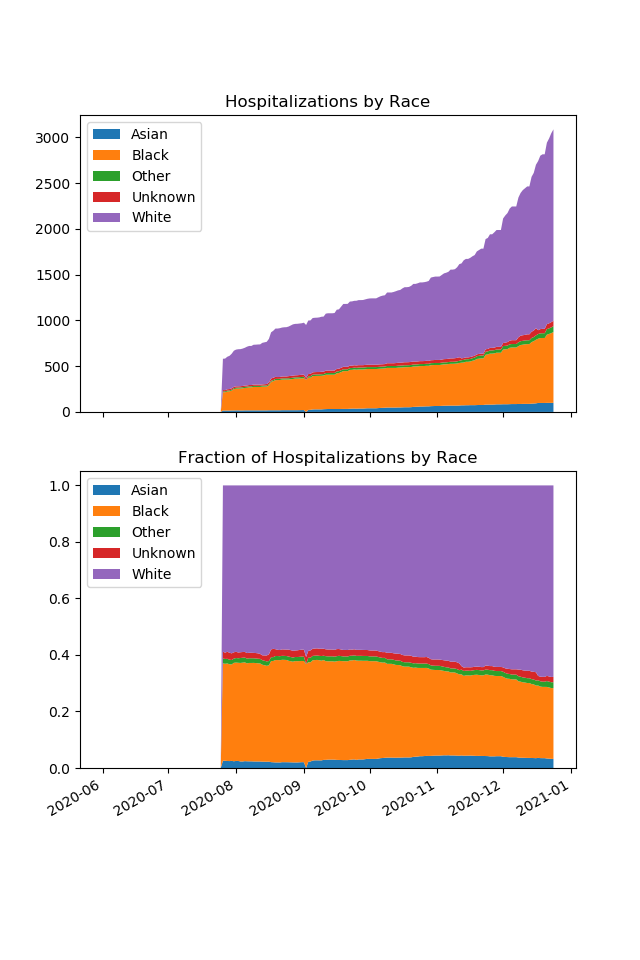 Hospitalizations by Race
Asian
Black
Other
Unknown
White
3000
2500
2000
1500
1000
500
0
Fraction of Hospitalizations by Race
Asian
Black
Other
Unknown
White
1.0
0.8
0.6
0.4
0.2
0.0
2020-06
2020-07
2020-08
2020-09
2020-10
2020-11
2020-12
2021-01